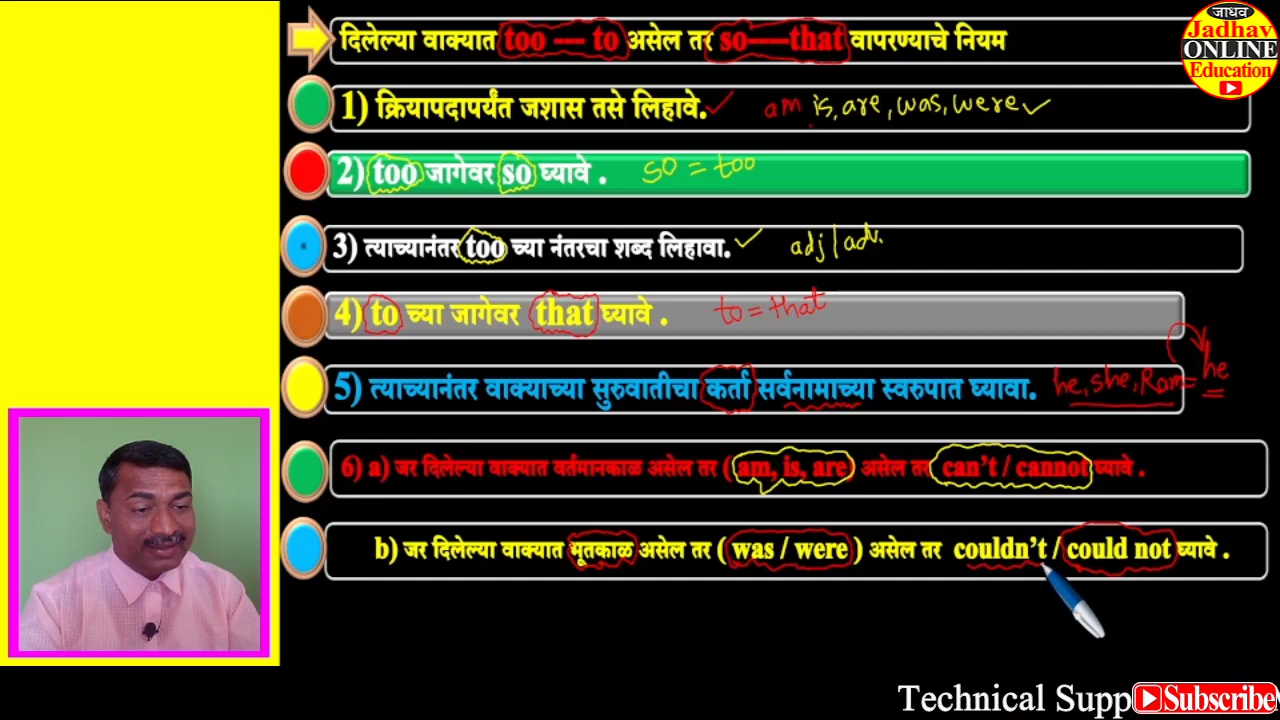 दिलेल्या वाक्यात too — to असेल तर so----that वापरण्याचे नियम
जाधव
Jadhav
ONLINE
Education
1) क्रियापदापर्यंत जशास तसे लिहावे. am is, are, was, were
2) too जागेवर so घ्यावे . so = too
3) त्याच्यानंतर too च्या नंतरचा शब्द लिहावा. adj/adv.
4) to च्या जागेवर that घ्यावे . to = that
5) त्याच्यानंतर वाक्याच्या सुरुवातीचा कर्ता सर्वनामाच्या स्वरुपात घ्यावा. he, she, Ram = he
6) a) जर दिलेल्या वाक्यात वर्तमानकाळ असेल तर ( am, is, are) असेल तर can't / cannot घ्यावे .
b) जर दिलेल्या वाक्यात भूतकाळ असेल तर ( was / were ) असेल तर couldn't / could not घ्यावे .
Technical Supp
Subscribe